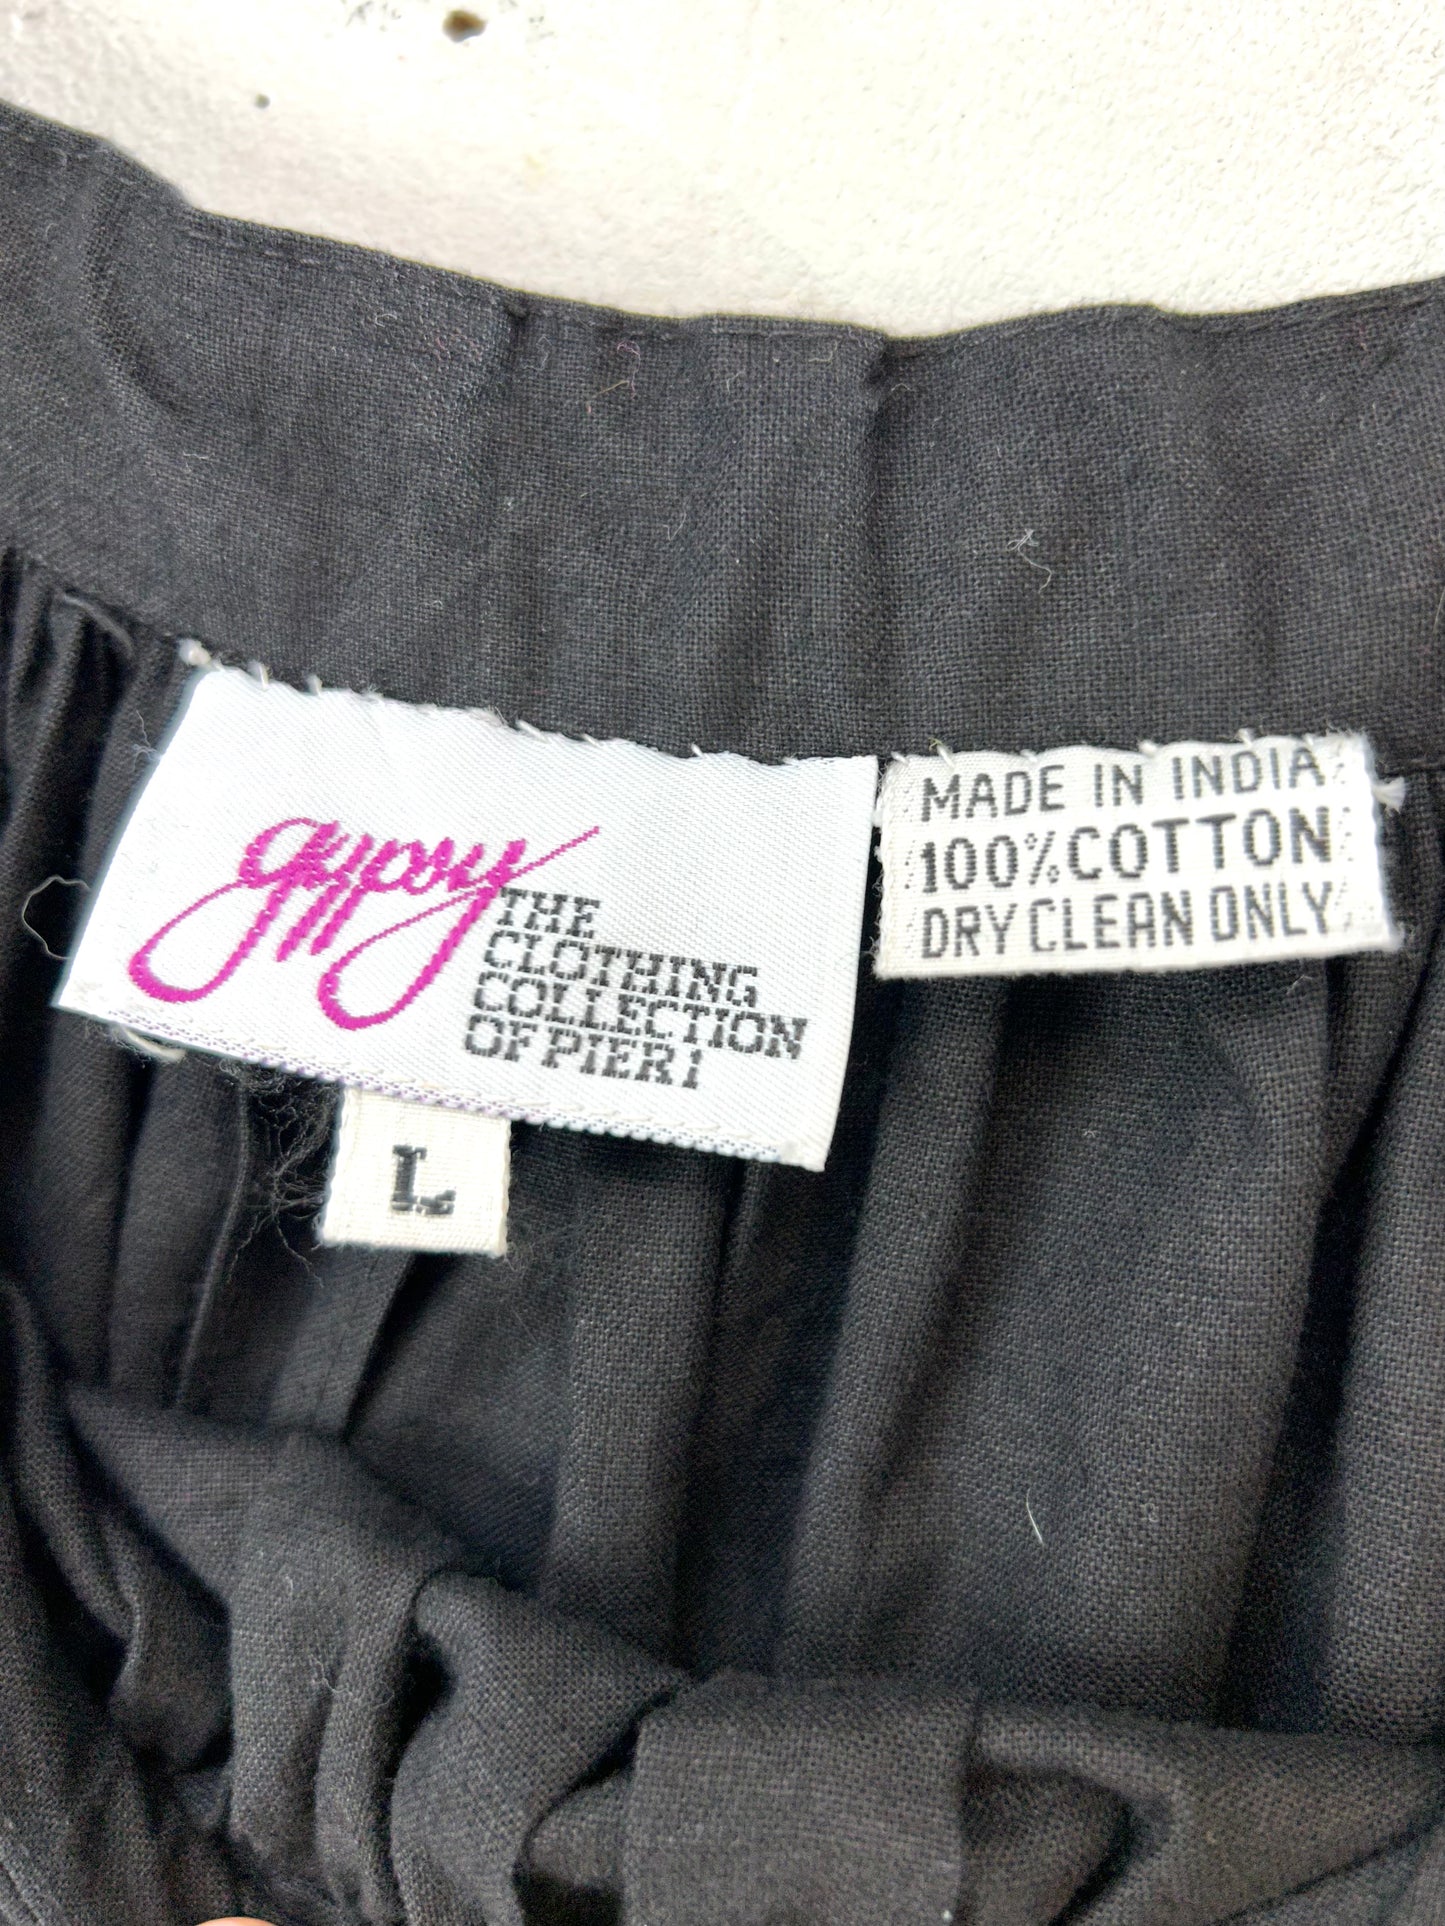 gypsy
THE
CLOTHING
COLLECTION
OF PIER 1
L
MADE IN INDIA
100% COTTON
DRY CLEAN ONLY